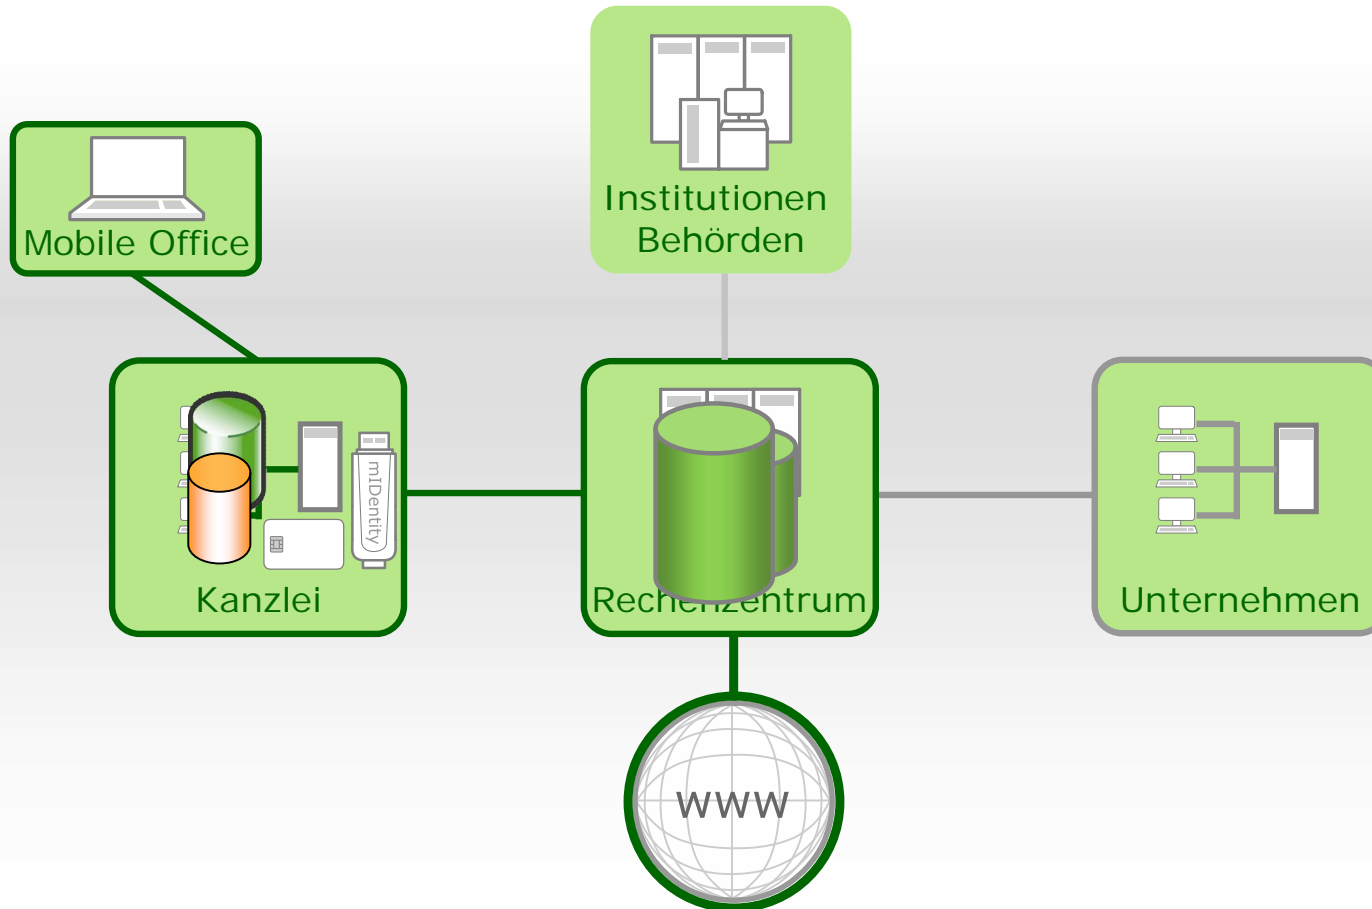 Institutionen
Behörden
Mobile Office
mIDentity
Kanzlei
Rechenzentrum
Unternehmen
www